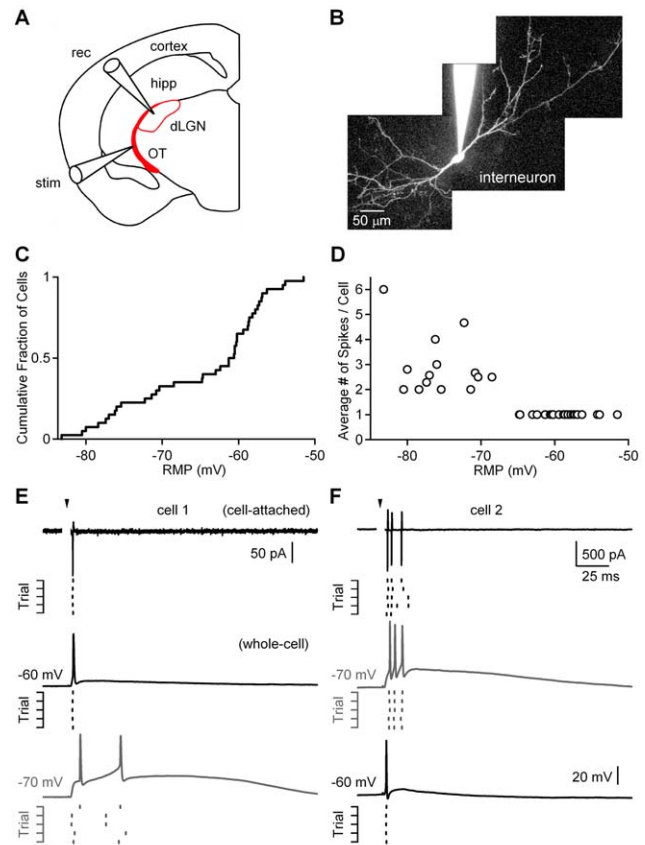 A
rec
cortex
hipp
dLGN
OT
stim
B
interneuron
50 μm
C
Cumulative Fraction of Cells
1
0.5
0
-80 -70 -60 -50
RMP (mV)
D
Average # of Spikes / Cell
6
5
4
3
2
1
0
-80 -70 -60 -50
RMP (mV)
E
cell 1 (cell-attached)
50 pA
Trial
(whole-cell)
-60 mV
Trial
-70 mV
Trial
F
cell 2
500 pA
25 ms
Trial
-70 mV
Trial
-60 mV
20 mV
Trial